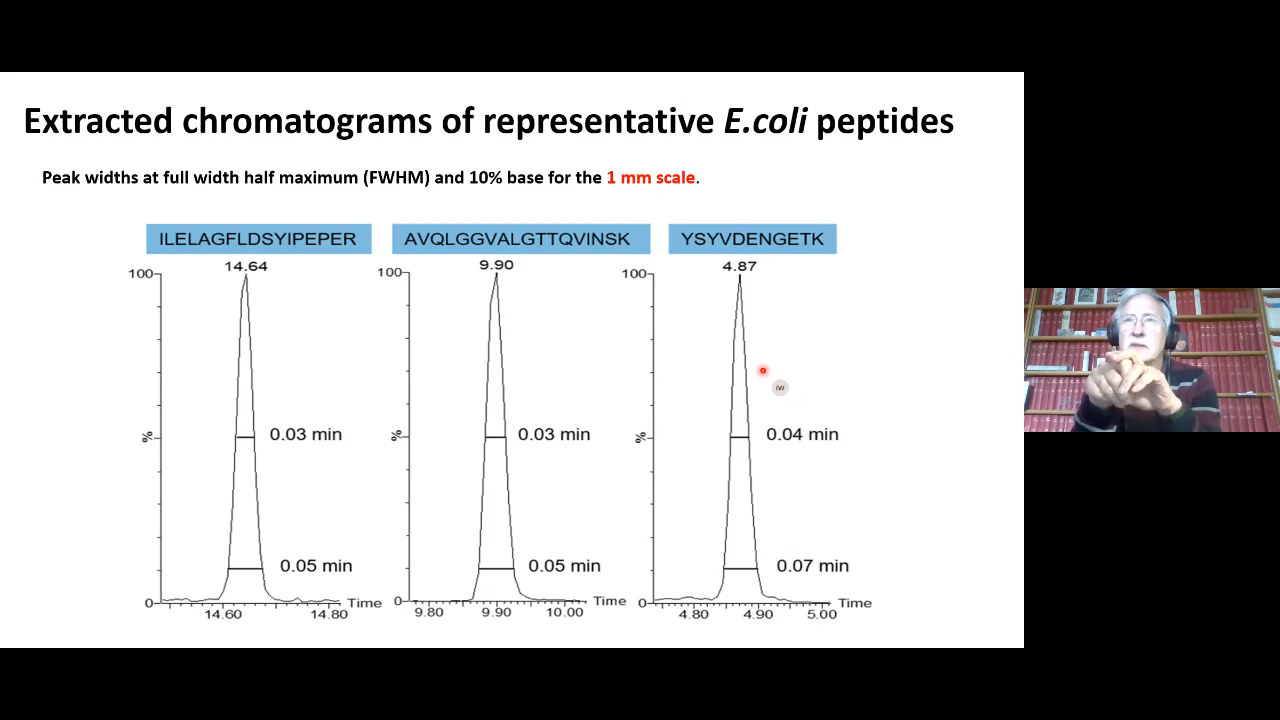 Extracted chromatograms of representative E.coli peptides
Peak widths at full width half maximum (FWHM) and 10% base for the 1 mm scale.
ILELAGFLDSYIPEPER
14.64
100
%
0.03 min
0.05 min
0
14.60
14.80
Time
AVQLGGVALGTTQVINSK
9.90
100
%
0.03 min
0.05 min
0
9.80
9.90
10.00
Time
YSYVDENGETK
4.87
100
%
0.04 min
0.07 min
0
4.80
4.90
5.00
Time
IW